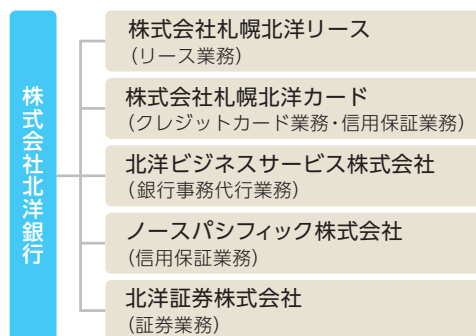 株式会社北洋銀行
株式会社札幌北洋リース
(リース業務)
株式会社札幌北洋カード
(クレジットカード業務・信用保証業務)
北洋ビジネスサービス株式会社
(銀行事務代行業務)
ノースパシフィック株式会社
(信用保証業務)
北洋証券株式会社
(証券業務)